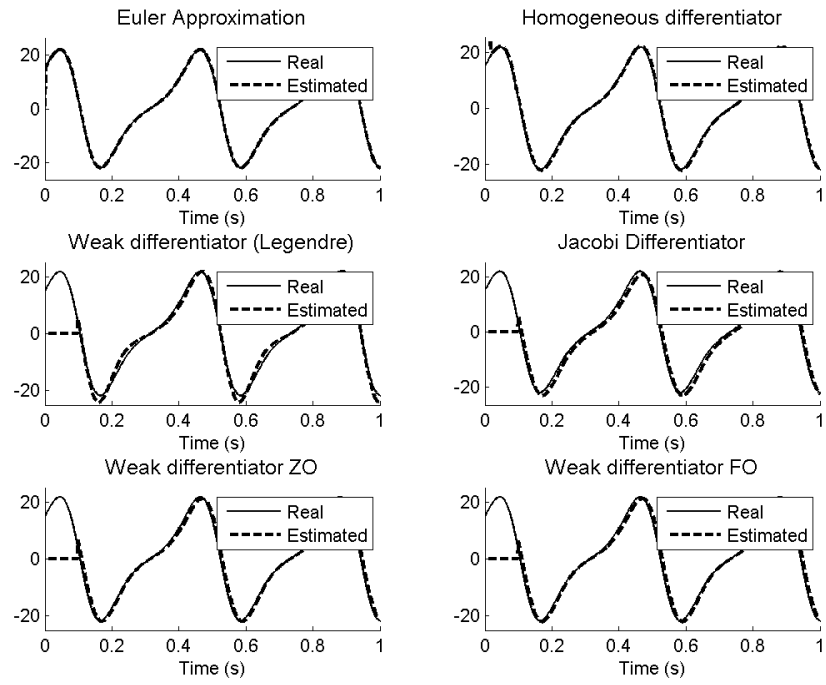 Euler Approximation
20
0
-20
Real
Estimated
0 0.2 0.4 0.6 0.8 1
Time (s)
Homogeneous differentiator
20
0
-20
Real
Estimated
0 0.2 0.4 0.6 0.8 1
Time (s)
Weak differentiator (Legendre)
20
0
-20
Real
Estimated
0 0.2 0.4 0.6 0.8 1
Time (s)
Jacobi Differentiator
20
0
-20
Real
Estimated
0 0.2 0.4 0.6 0.8 1
Time (s)
Weak differentiator ZO
20
0
-20
Real
Estimated
0 0.2 0.4 0.6 0.8 1
Time (s)
Weak differentiator FO
20
0
-20
Real
Estimated
0 0.2 0.4 0.6 0.8 1
Time (s)